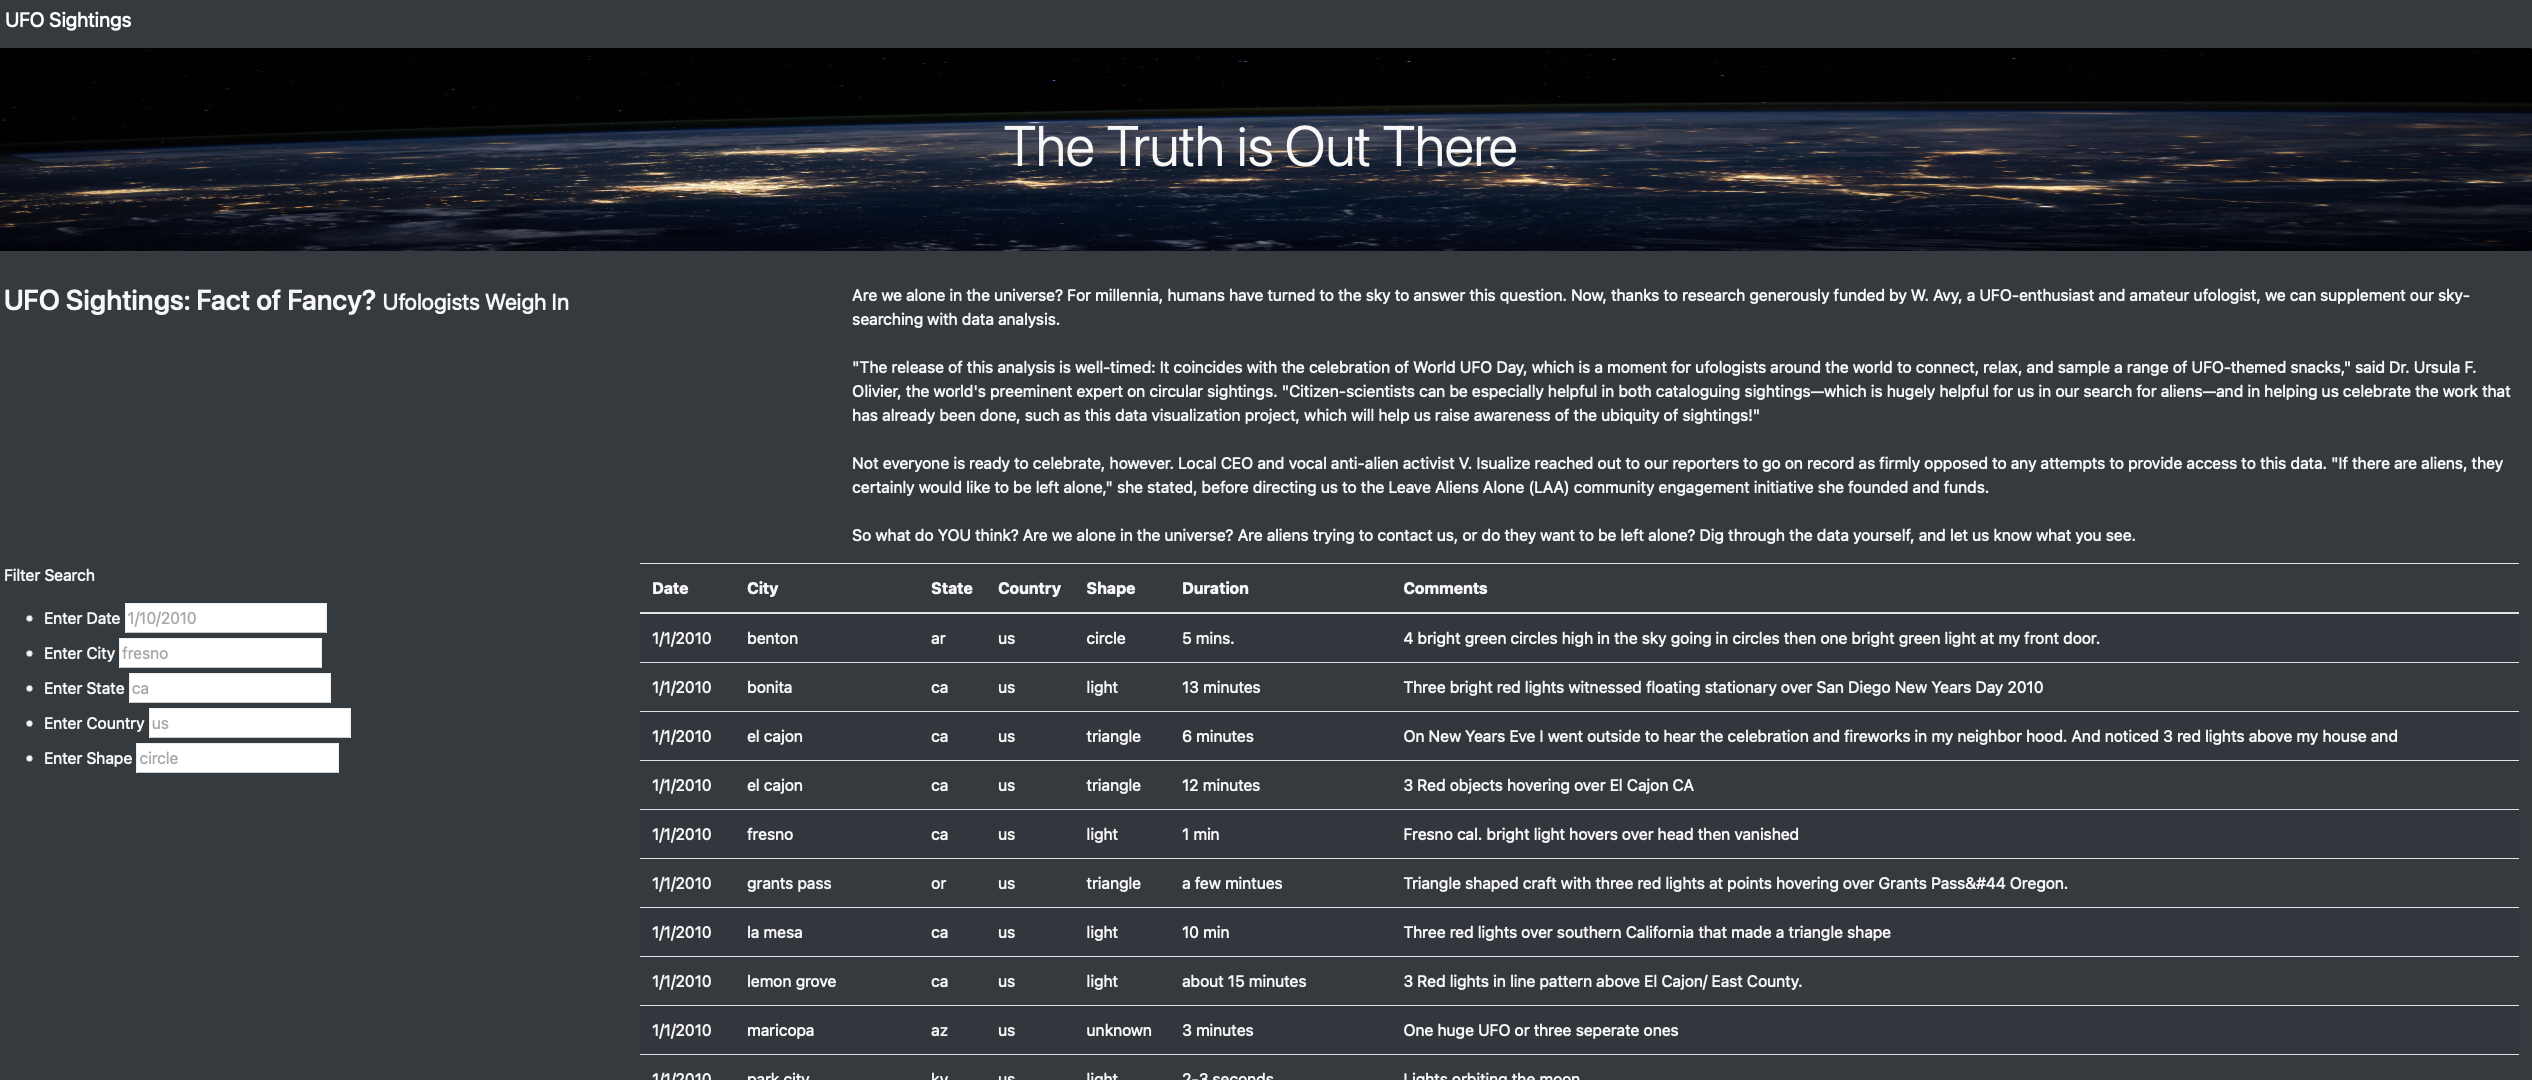 UFO Sightings
The Truth is Out There
UFO Sightings: Fact of Fancy? Ufologists Weigh In
Are we alone in the universe? For millennia, humans have turned to the sky to answer this question. Now, thanks to research generously funded by W. Avy, a UFO-enthusiast and amateur ufologist, we can supplement our sky-
searching with data analysis.
"The release of this analysis is well-timed: It coincides with the celebration of World UFO Day, which is a moment for ufologists around the world to connect, relax, and sample a range of UFO-themed snacks," said Dr. Ursula F.
Olivier, the world's preeminent expert on circular sightings. "Citizen-scientists can be especially helpful in both cataloguing sightings—which is hugely helpful for us in our search for aliens—and in helping us celebrate the work that
has already been done, such as this data visualization project, which will help us raise awareness of the ubiquity of sightings!"
Not everyone is ready to celebrate, however. Local CEO and vocal anti-alien activist V. Isualize reached out to our reporters to go on record as firmly opposed to any attempts to provide access to this data. "If there are aliens, they
certainly would like to be left alone," she stated, before directing us to the Leave Aliens Alone (LAA) community engagement initiative she founded and funds.
So what do YOU think? Are we alone in the universe? Are aliens trying to contact us, or do they want to be left alone? Dig through the data yourself, and let us know what you see.
Filter Search
Enter Date 1/10/2010
Enter City fresno
Enter State ca
Enter Country us
Enter Shape circle
Date City State Country Shape Duration Comments
1/1/2010 benton ar us circle 5 mins. 4 bright green circles high in the sky going in circles then one bright green light at my front door.
1/1/2010 bonita ca us light 13 minutes Three bright red lights witnessed floating stationary over San Diego New Years Day 2010
1/1/2010 el cajon ca us triangle 6 minutes On New Years Eve I went outside to hear the celebration and fireworks in my neighbor hood. And noticed 3 red lights above my house and
1/1/2010 el cajon ca us triangle 12 minutes 3 Red objects hovering over El Cajon CA
1/1/2010 fresno ca us light 1 min Fresno cal. bright light hovers over head then vanished
1/1/2010 grants pass or us triangle a few mintues Triangle shaped craft with three red lights at points hovering over Grants Pass&#44 Oregon.
1/1/2010 la mesa ca us light 10 min Three red lights over southern California that made a triangle shape
1/1/2010 lemon grove ca us light about 15 minutes 3 Red lights in line pattern above El Cajon/ East County.
1/1/2010 maricopa az us unknown 3 minutes One huge UFO or three seperate ones
1/1/2010 park city ky us light 2-3 seconds Lights orbiting the moon